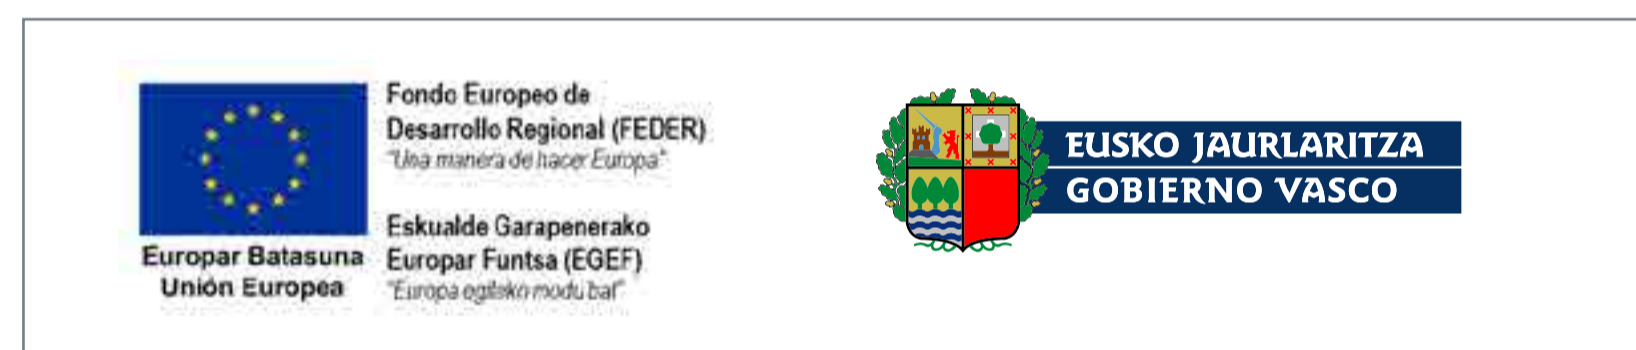 Fondo Europeo de
Desarrollo Regional (FEDER)
"Una manera de hacer Europa"
Eskualde Garapenerako
Europar Funtsa (EGEF)
"Europa egiteko modu bat"
Europar Batasuna
Unión Europea
EUSKO JAURLARITZA
GOBIERNO VASCO